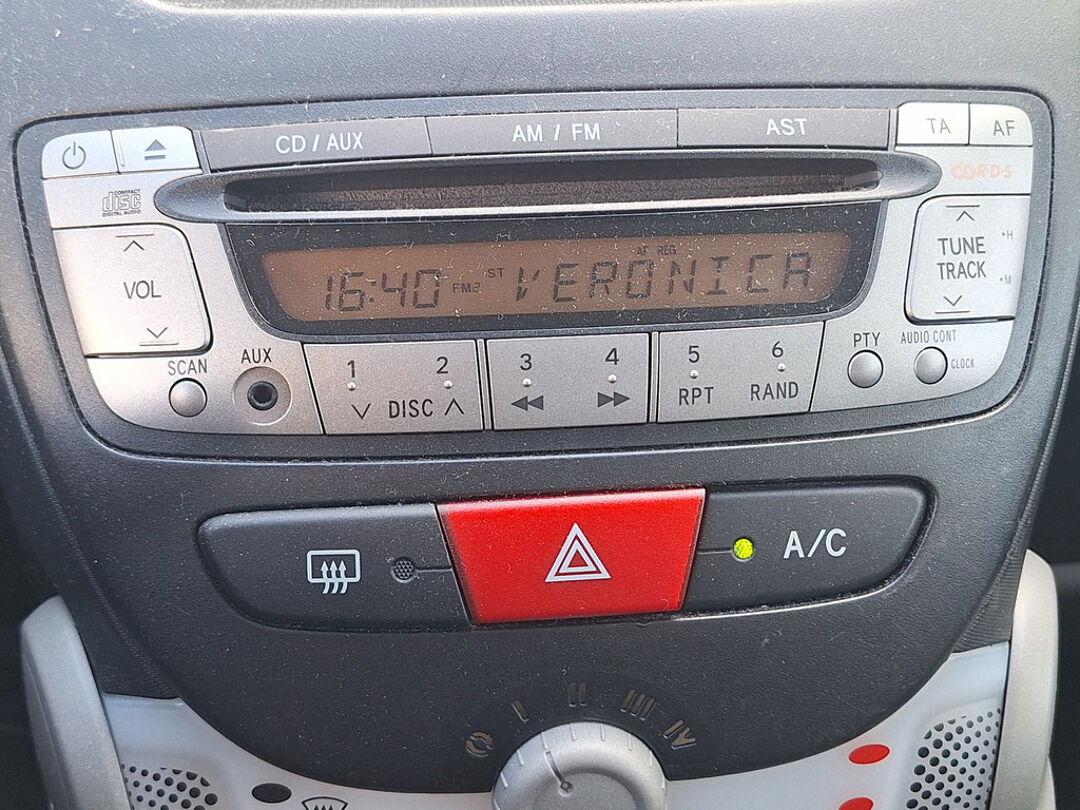 CD / AUX AM / FM AST TA AF
COMPACT disc DIGITAL AUDIO
CD R·D·S
AF REG
16:40 FM2 ST VERONICA
VOL
TUNE TRACK
H
M
SCAN AUX
1 2 3 4 5 6
DISC RPT RAND
PTY AUDIO CONT
CLOCK
A/C
I II III IV